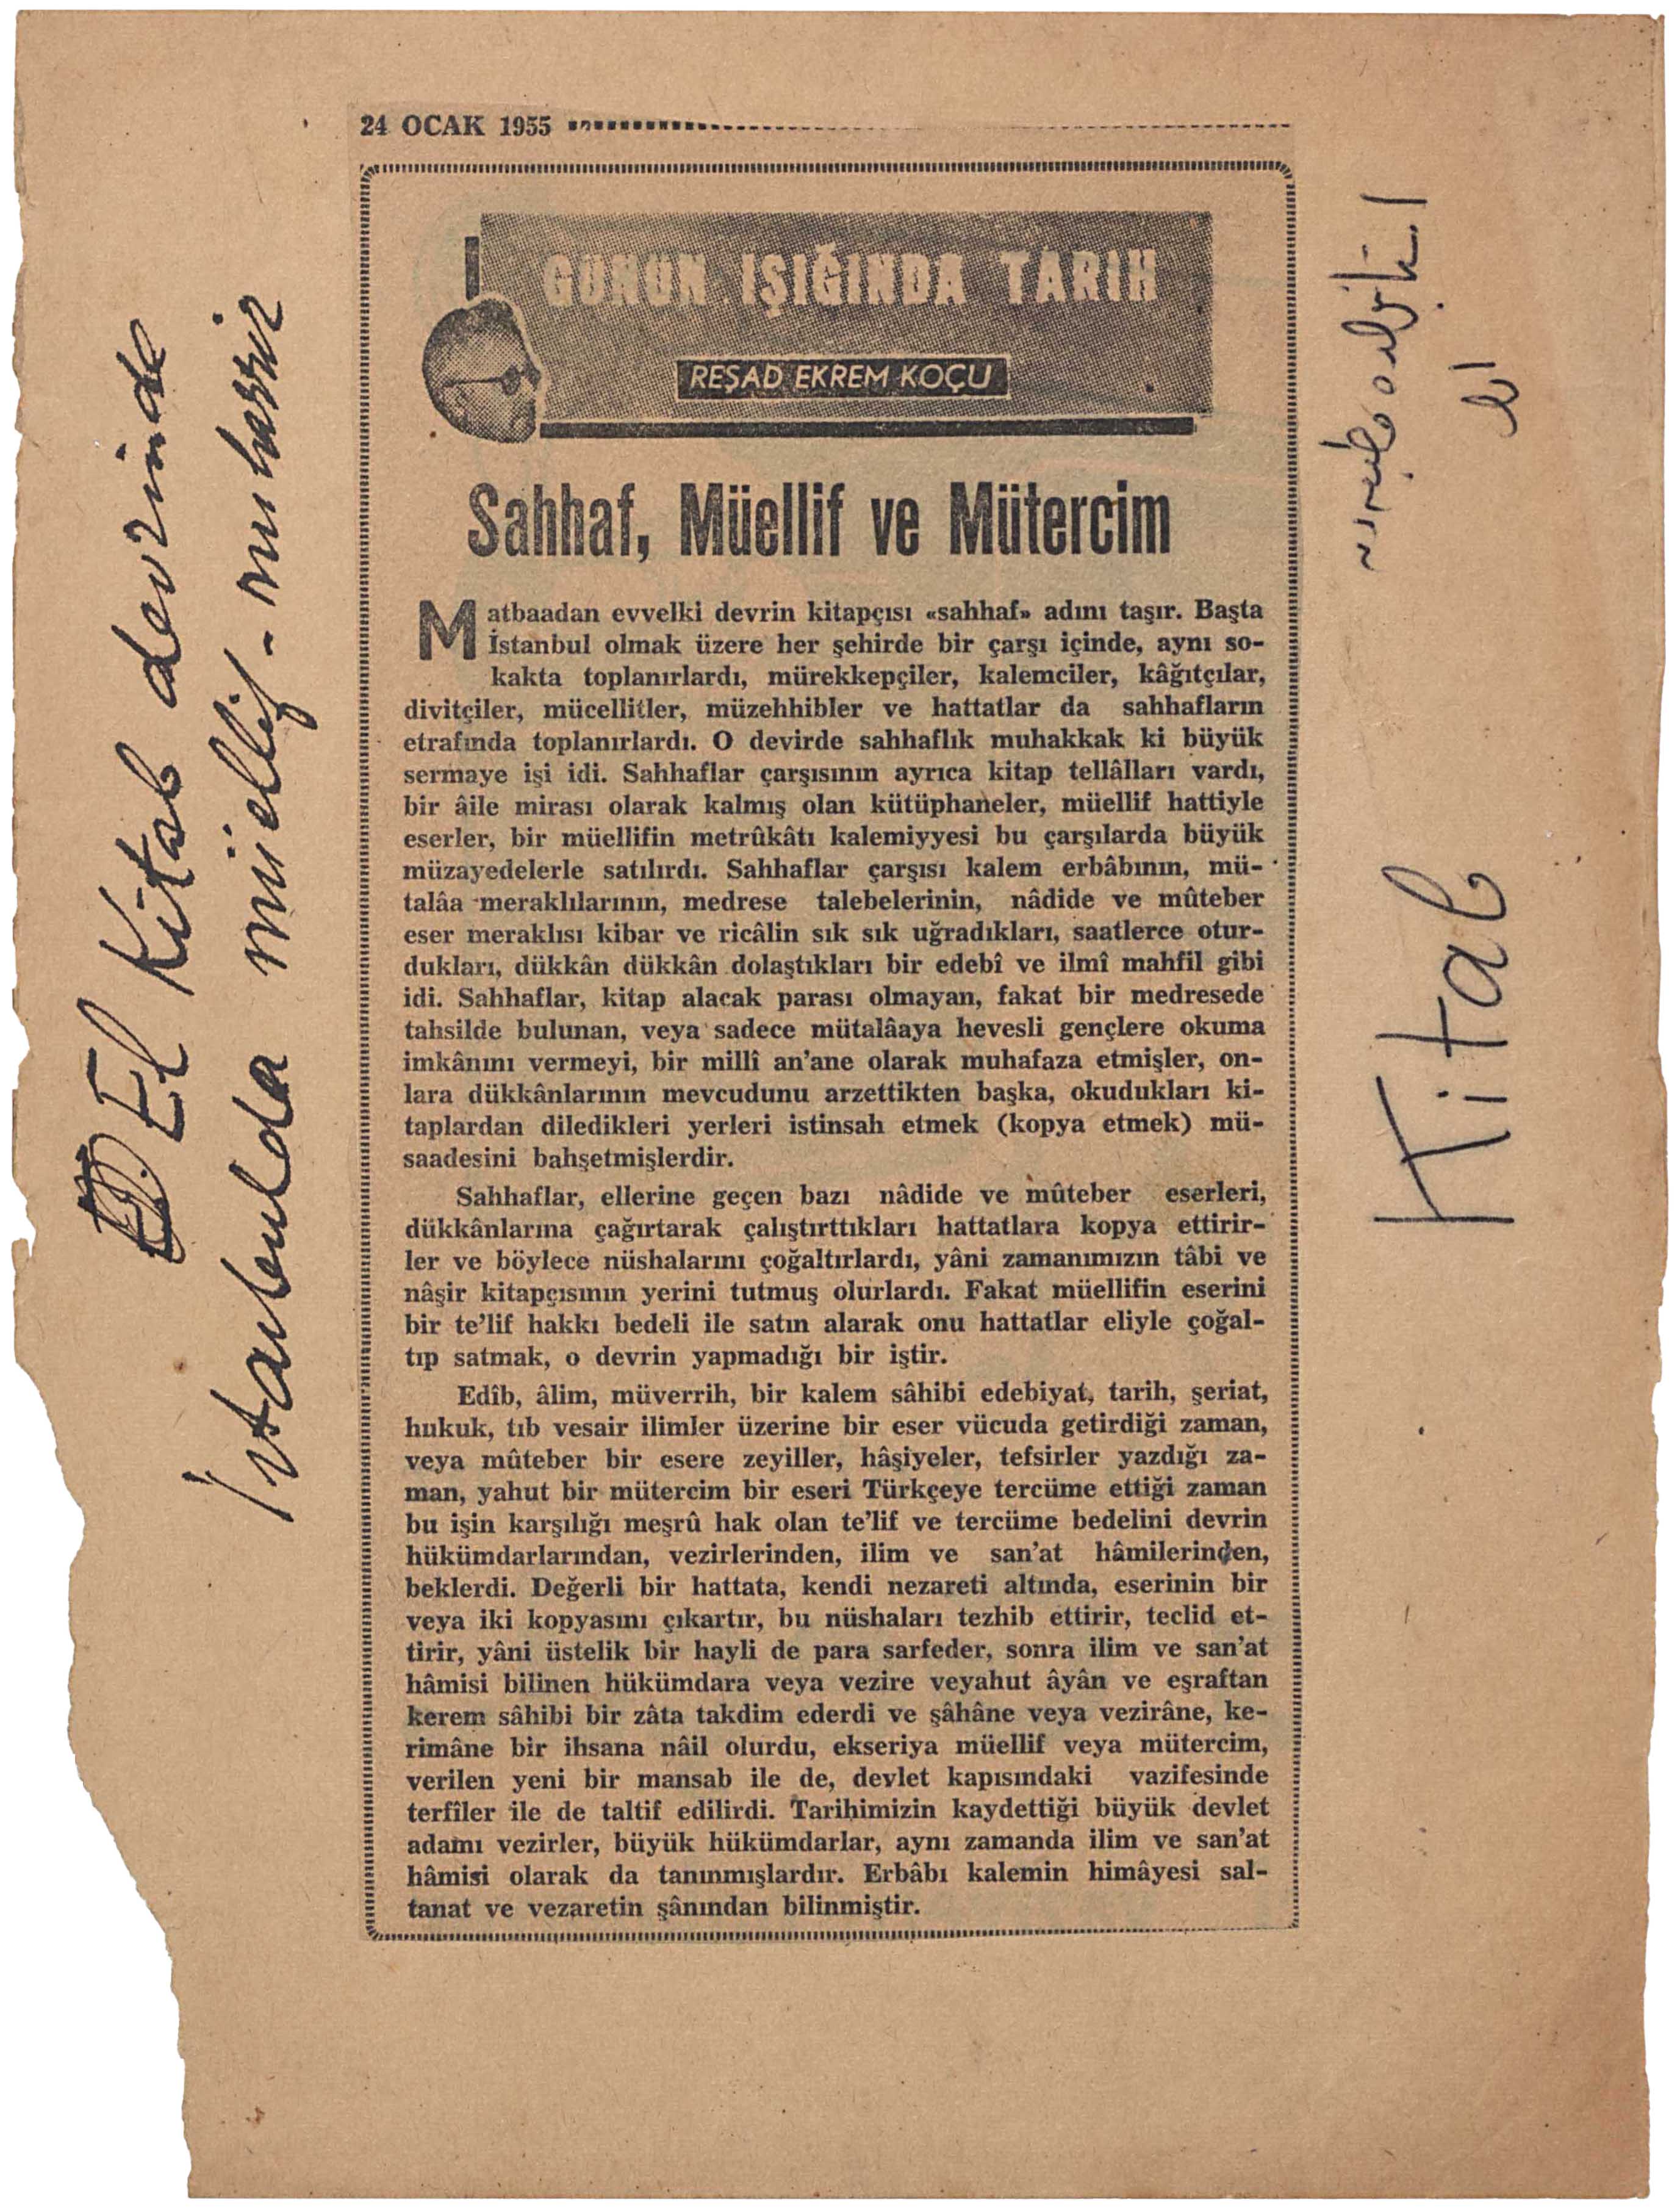 24 OCAK 1955
GÜNÜN IŞIĞINDA TARİH
REŞAD EKREM KOÇU
Sahhaf, Müellif ve Mütercim
Matbaadan evvelki devrin kitapçısı «sahhaf» adını taşır. Başta
İstanbul olmak üzere her şehirde bir çarşı içinde, aynı so-
kakta toplanırlardı, mürekkepçiler, kalemciler, kâğıtçılar,
divitçiler, mücellitler, müzehhibler ve hattatlar da sahhafların
etrafında toplanırlardı. O devirde sahhaflık muhakkak ki büyük
sermaye işi idi. Sahhaflar çarşısının ayrıca kitap tellâlları vardı,
bir âile mirası olarak kalmış olan kütüphaneler, müellif hattiyle
eserler, bir müellifin metrûkâtı kalemiyyesi bu çarşılarda büyük
müzayedelerle satılırdı. Sahhaflar çarşısı kalem erbâbının, mü-
talâa meraklılarının, medrese talebelerinin, nâdide ve mûteber
eser meraklısı kibar ve ricâlin sık sık uğradıkları, saatlerce otur-
dukları, dükkân dükkân dolaştıkları bir edebî ve ilmî mahfil gibi
idi. Sahhaflar, kitap alacak parası olmayan, fakat bir medresede
tahsilde bulunan, veya sadece mütalâaya hevesli gençlere okuma
imkânını vermeyi, bir millî an'ane olarak muhafaza etmişler, on-
lara dükkânlarının mevcudunu arzettikten başka, okudukları ki-
taplardan diledikleri yerleri istinsah etmek (kopya etmek) mü-
saadesini bahşetmişlerdir.
Sahhaflar, ellerine geçen bazı nâdide ve mûteber eserleri,
dükkânlarına çağırtarak çalıştırttıkları hattatlara kopya ettirir-
ler ve böylece nüshalarını çoğaltırlardı, yâni zamanımızın tâbi ve
nâşir kitapçısının yerini tutmuş olurlardı. Fakat müellifin eserini
bir te'lif hakkı bedeli ile satın alarak onu hattatlar eliyle çoğal-
tıp satmak, o devrin yapmadığı bir iştir.
Edîb, âlim, müverrih, bir kalem sâhibi edebiyat, tarih, şeriat,
hukuk, tıb vesair ilimler üzerine bir eser vücuda getirdiği zaman,
veya mûteber bir esere zeyiller, hâşiyeler, tefsirler yazdığı za-
man, yahut bir mütercim bir eseri Türkçeye tercüme ettiği zaman
bu işin karşılığı meşrû hak olan te'lif ve tercüme bedelini devrin
hükümdarlarından, vezirlerinden, ilim ve san'at hâmilerinden,
beklerdi. Değerli bir hattata, kendi nezareti altında, eserinin bir
veya iki kopyasını çıkartır, bu nüshaları tezhib ettirir, teclid et-
tirir, yâni üstelik bir hayli de para sarfeder, sonra ilim ve san'at
hâmisi bilinen hükümdara veya vezire veyahut âyân ve eşraftan
kerem sâhibi bir zâta takdim ederdi ve şâhâne veya vezirâne, ke-
rimâne bir ihsana nâil olurdu, ekseriya müellif veya mütercim,
verilen yeni bir mansab ile de, devlet kapısındaki vazifesinde
terfîler ile de taltif edilirdi. Tarihimizin kaydettiği büyük devlet
adamı vezirler, büyük hükümdarlar, aynı zamanda ilim ve san'at
hâmisi olarak da tanınmışlardır. Erbâbı kalemin himâyesi sal-
tanat ve vezaretin şânından bilinmiştir.
El Kitab devrinde
İstanbulda müellif - muharrir
Kitab